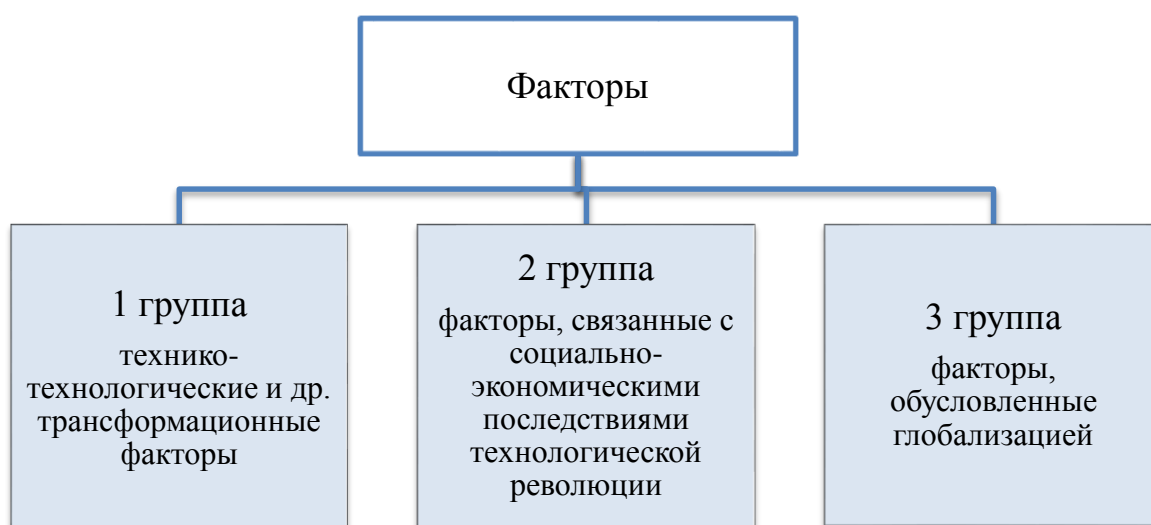 Факторы
1 группа
технико-
технологические и др.
трансформационные
факторы
2 группа
факторы, связанные с
социально-
экономическими
последствиями
технологической
революции
3 группа
факторы,
обусловленные
глобализацией